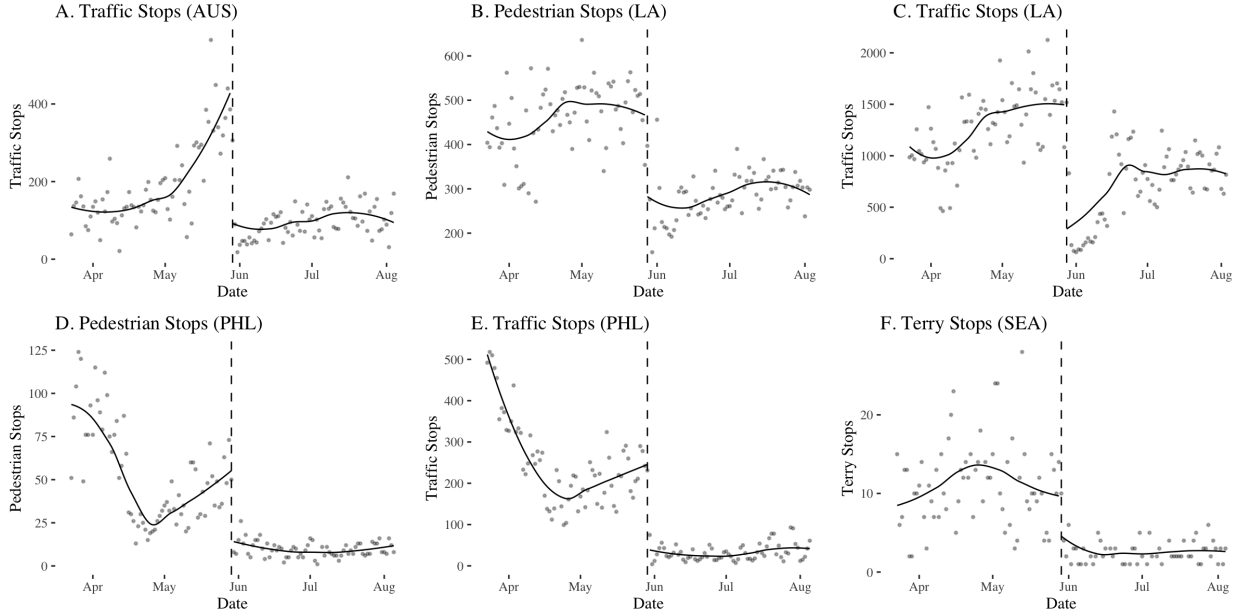 A. Traffic Stops (AUS)
Traffic Stops
400
200
0
Apr May Jun Jul Aug
Date
B. Pedestrian Stops (LA)
Pedestrian Stops
600
500
400
300
200
Apr May Jun Jul Aug
Date
C. Traffic Stops (LA)
Traffic Stops
2000
1500
1000
500
0
Apr May Jun Jul Aug
Date
D. Pedestrian Stops (PHL)
Pedestrian Stops
125
100
75
50
25
0
Apr May Jun Jul Aug
Date
E. Traffic Stops (PHL)
Traffic Stops
500
400
300
200
100
0
Apr May Jun Jul Aug
Date
F. Terry Stops (SEA)
Terry Stops
20
10
0
Apr May Jun Jul Aug
Date